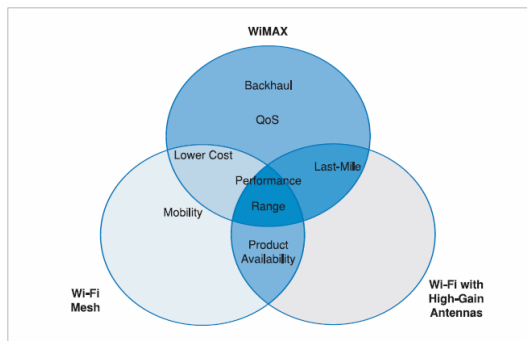 WiMAX
Backhaul
QoS
Lower Cost
Last-Mile
Performance
Range
Mobility
Product
Availability
Wi-Fi
Mesh
Wi-Fi with
High-Gain
Antennas